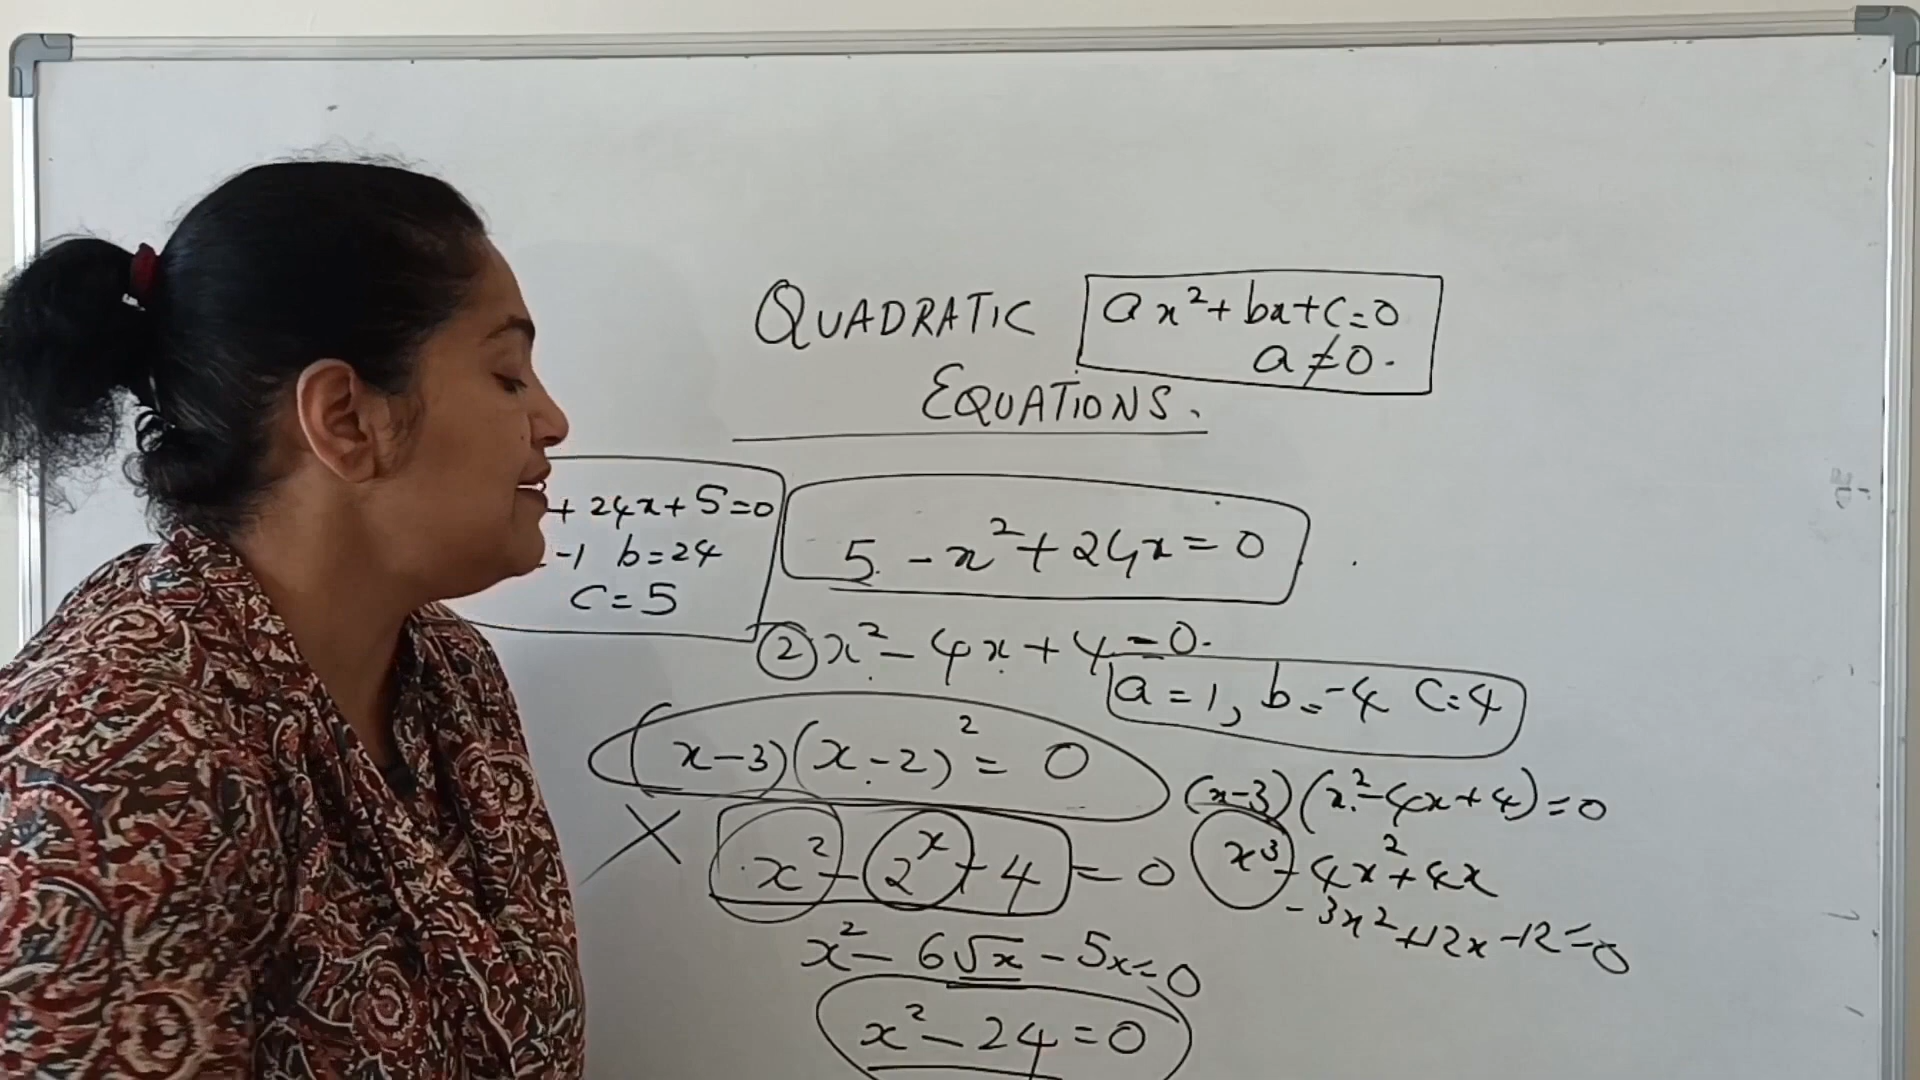 QUADRATIC
EQUATIONS.
ax²+bx+c=0
a≠0.
+ 24x+5=0
-1 b=24
c=5
5-x²+24x=0
② x²-4x+4=0.
a=1, b=-4 c=4
(x-3)(x-2)²=0
(x-3)(x²-4x+4)=0
x³-4x²+4x
-3x²+12x-12=0
X x²-2ˣ+4=0
x²-6√x-5x=0
x²-24=0